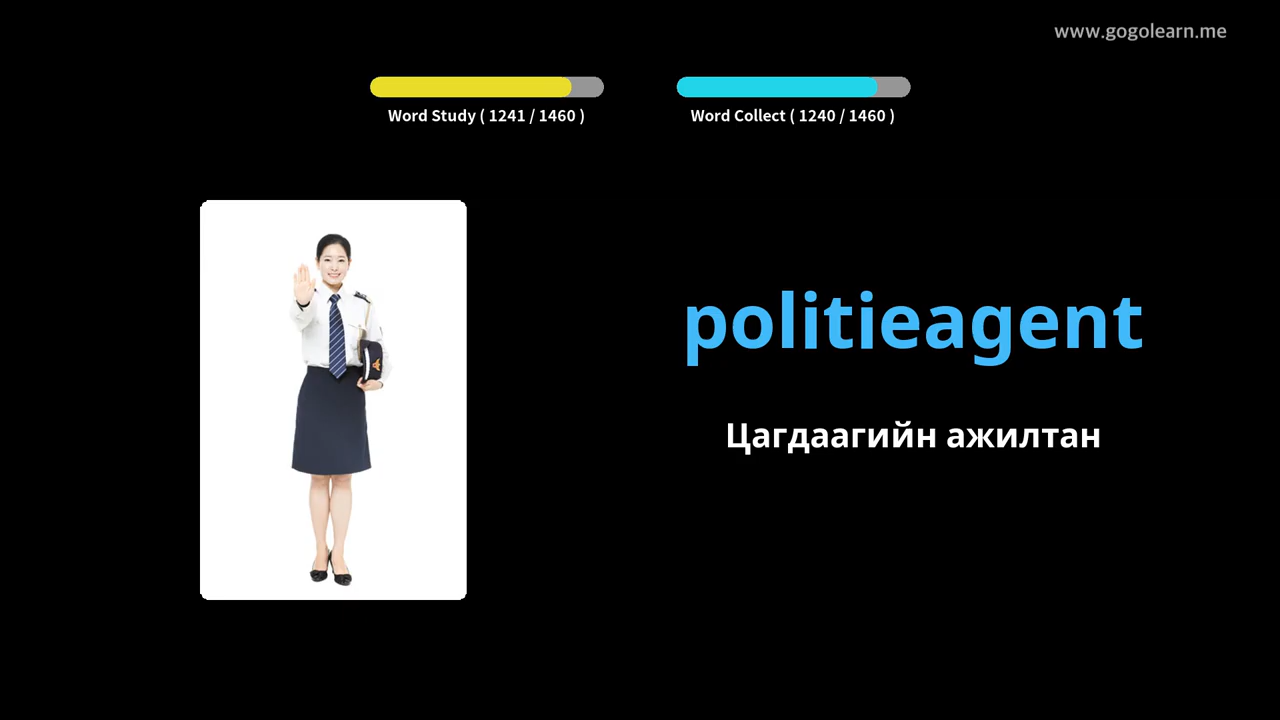 www.gogolearn.me
Word Study ( 1241 / 1460 )
Word Collect ( 1240 / 1460 )
politieagent
Цагдаагийн ажилтан